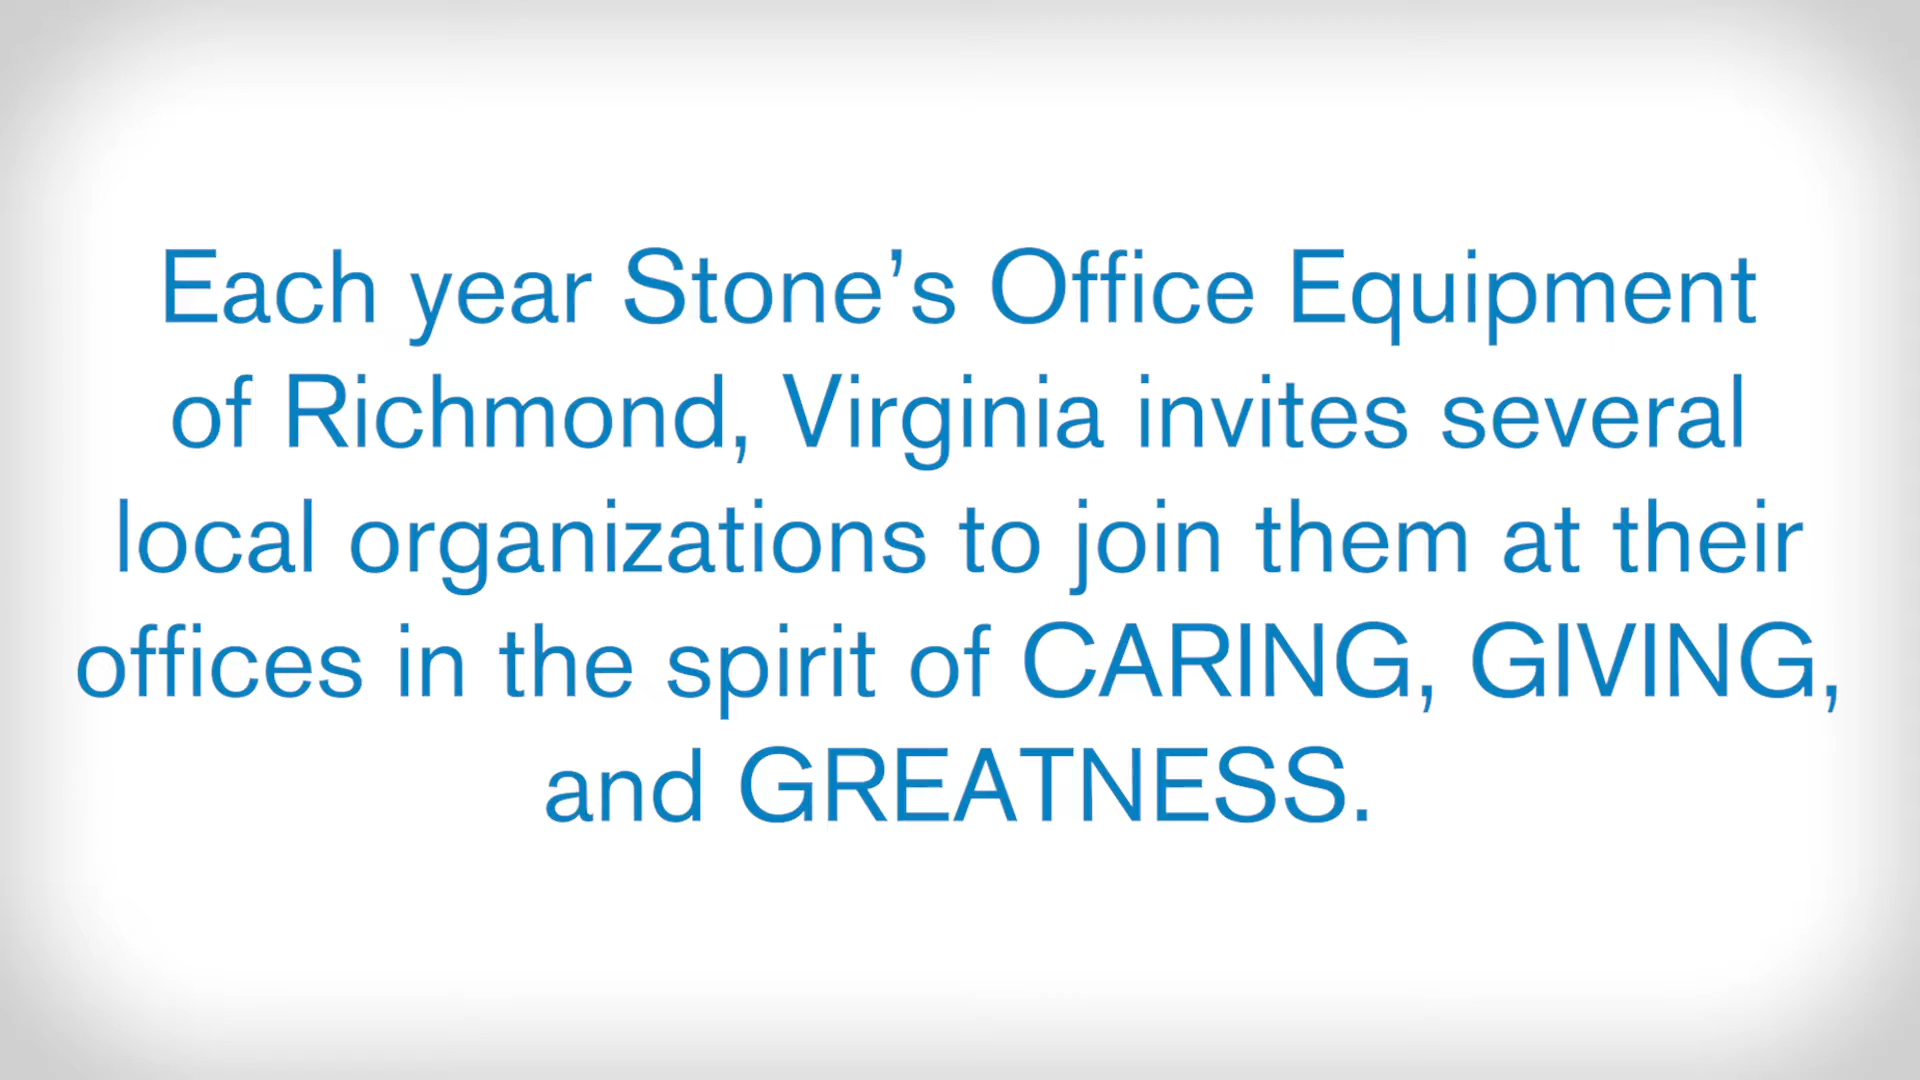 Each year Stone’s Office Equipment
of Richmond, Virginia invites several
local organizations to join them at their
offices in the spirit of CARING, GIVING,
and GREATNESS.